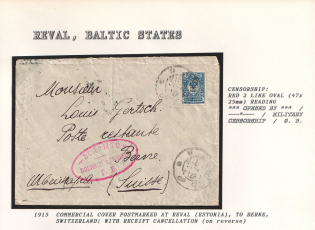 REVAL, BALTIC STATES
Monsieur
Louis
Poste restante
Berne
(Suisse)
CENSORSHIP:
RED 2 LINE OVAL (47x
25mm) READING
*** OPENED BY *** /
/ MILITARY
CENSORSHIP / G. B.
1915 COMMERCIAL COVER POSTMARKED AT REVAL (ESTONIA), TO BERNE,
SWITZERLAND; WITH RECEIPT CANCELLATION (on reverse)